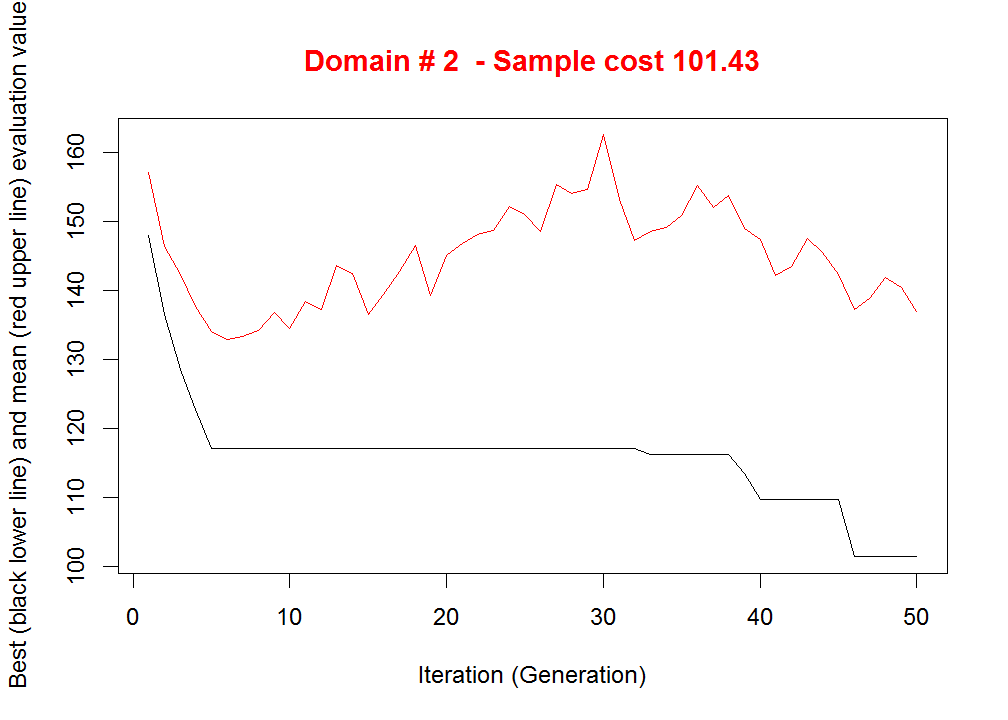 Domain # 2  - Sample cost 101.43
Best (black lower line) and mean (red upper line) evaluation value
160
150
140
130
120
110
100
0 10 20 30 40 50
Iteration (Generation)